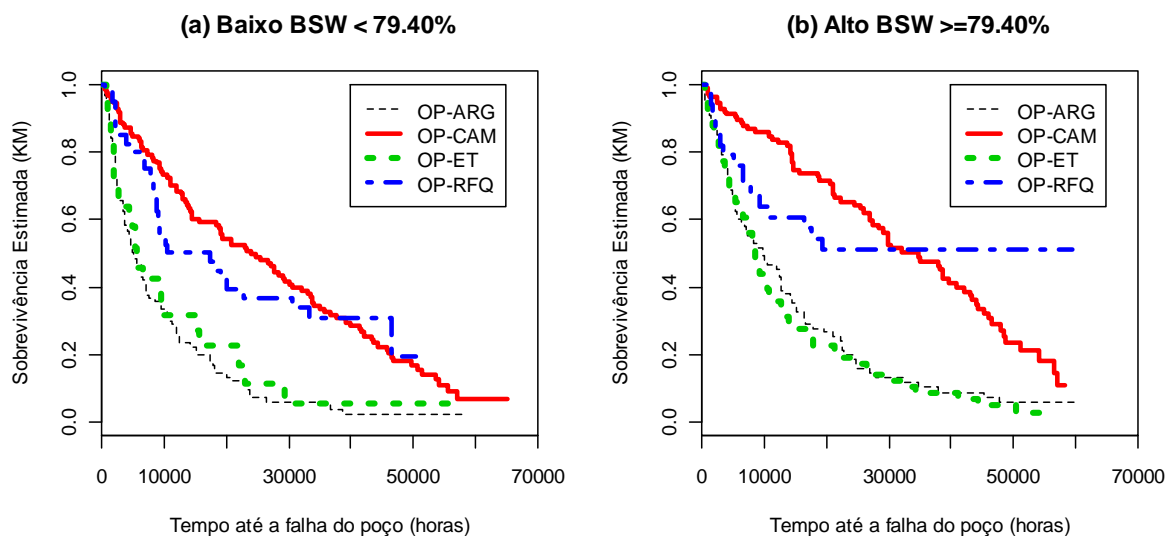 (a) Baixo BSW < 79.40%
Sobrevivência Estimada (KM)
1.0
0.8
0.6
0.4
0.2
0.0
OP-ARG
OP-CAM
OP-ET
OP-RFQ
0 10000 30000 50000 70000
Tempo até a falha do poço (horas)
(b) Alto BSW >=79.40%
Sobrevivência Estimada (KM)
1.0
0.8
0.6
0.4
0.2
0.0
OP-ARG
OP-CAM
OP-ET
OP-RFQ
0 10000 30000 50000 70000
Tempo até a falha do poço (horas)